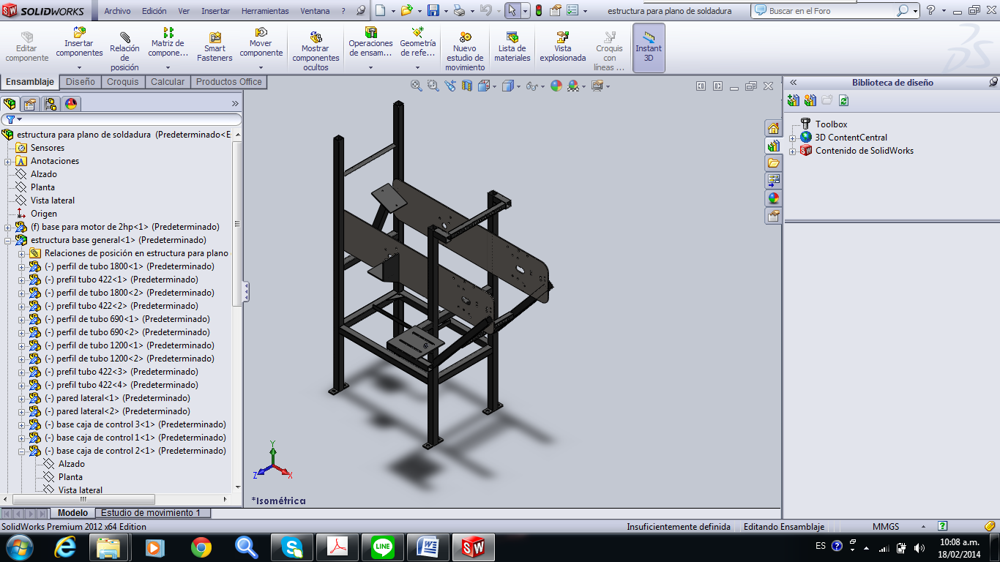 SOLIDWORKS Archivo Edición Ver Insertar Herramientas Ventana ? estructura para plano de soldadura Buscar en el Foro ?
Editar componente
Insertar componentes
Relación de posición
Matriz de compone...
Smart Fasteners
Mover componente
Mostrar componentes ocultos
Operaciones de ensam...
Geometría de refe...
Nuevo estudio de movimiento
Lista de materiales
Vista explosionada
Croquis con líneas ...
Instant 3D
Ensamblaje Diseño Croquis Calcular Productos Office
Biblioteca de diseño
estructura para plano de soldadura (Predeterminado<E
Sensores
Anotaciones
Alzado
Planta
Vista lateral
Origen
(f) base para motor de 2hp<1> (Predeterminado)
estructura base general<1> (Predeterminado)
Relaciones de posición en estructura para plano
(-) perfil de tubo 1800<1> (Predeterminado)
(-) prefil tubo 422<1> (Predeterminado)
(-) perfil de tubo 1800<2> (Predeterminado)
(-) prefil tubo 422<2> (Predeterminado)
(-) perfil de tubo 690<1> (Predeterminado)
(-) perfil de tubo 690<2> (Predeterminado)
(-) perfil de tubo 1200<1> (Predeterminado)
(-) perfil de tubo 1200<2> (Predeterminado)
(-) prefil tubo 422<3> (Predeterminado)
(-) prefil tubo 422<4> (Predeterminado)
(-) pared lateral<1> (Predeterminado)
(-) pared lateral<2> (Predeterminado)
(-) base caja de control 3<1> (Predeterminado)
(-) base caja de control 1<1> (Predeterminado)
(-) base caja de control 2<1> (Predeterminado)
Alzado
Planta
Vista lateral
Toolbox
3D ContentCentral
Contenido de SolidWorks
Y
Z X
*Isométrica
Modelo Estudio de movimiento 1
SolidWorks Premium 2012 x64 Edition Insuficientemente definida Editando Ensamblaje MMGS
LINE
ES
10:08 a.m.
18/02/2014